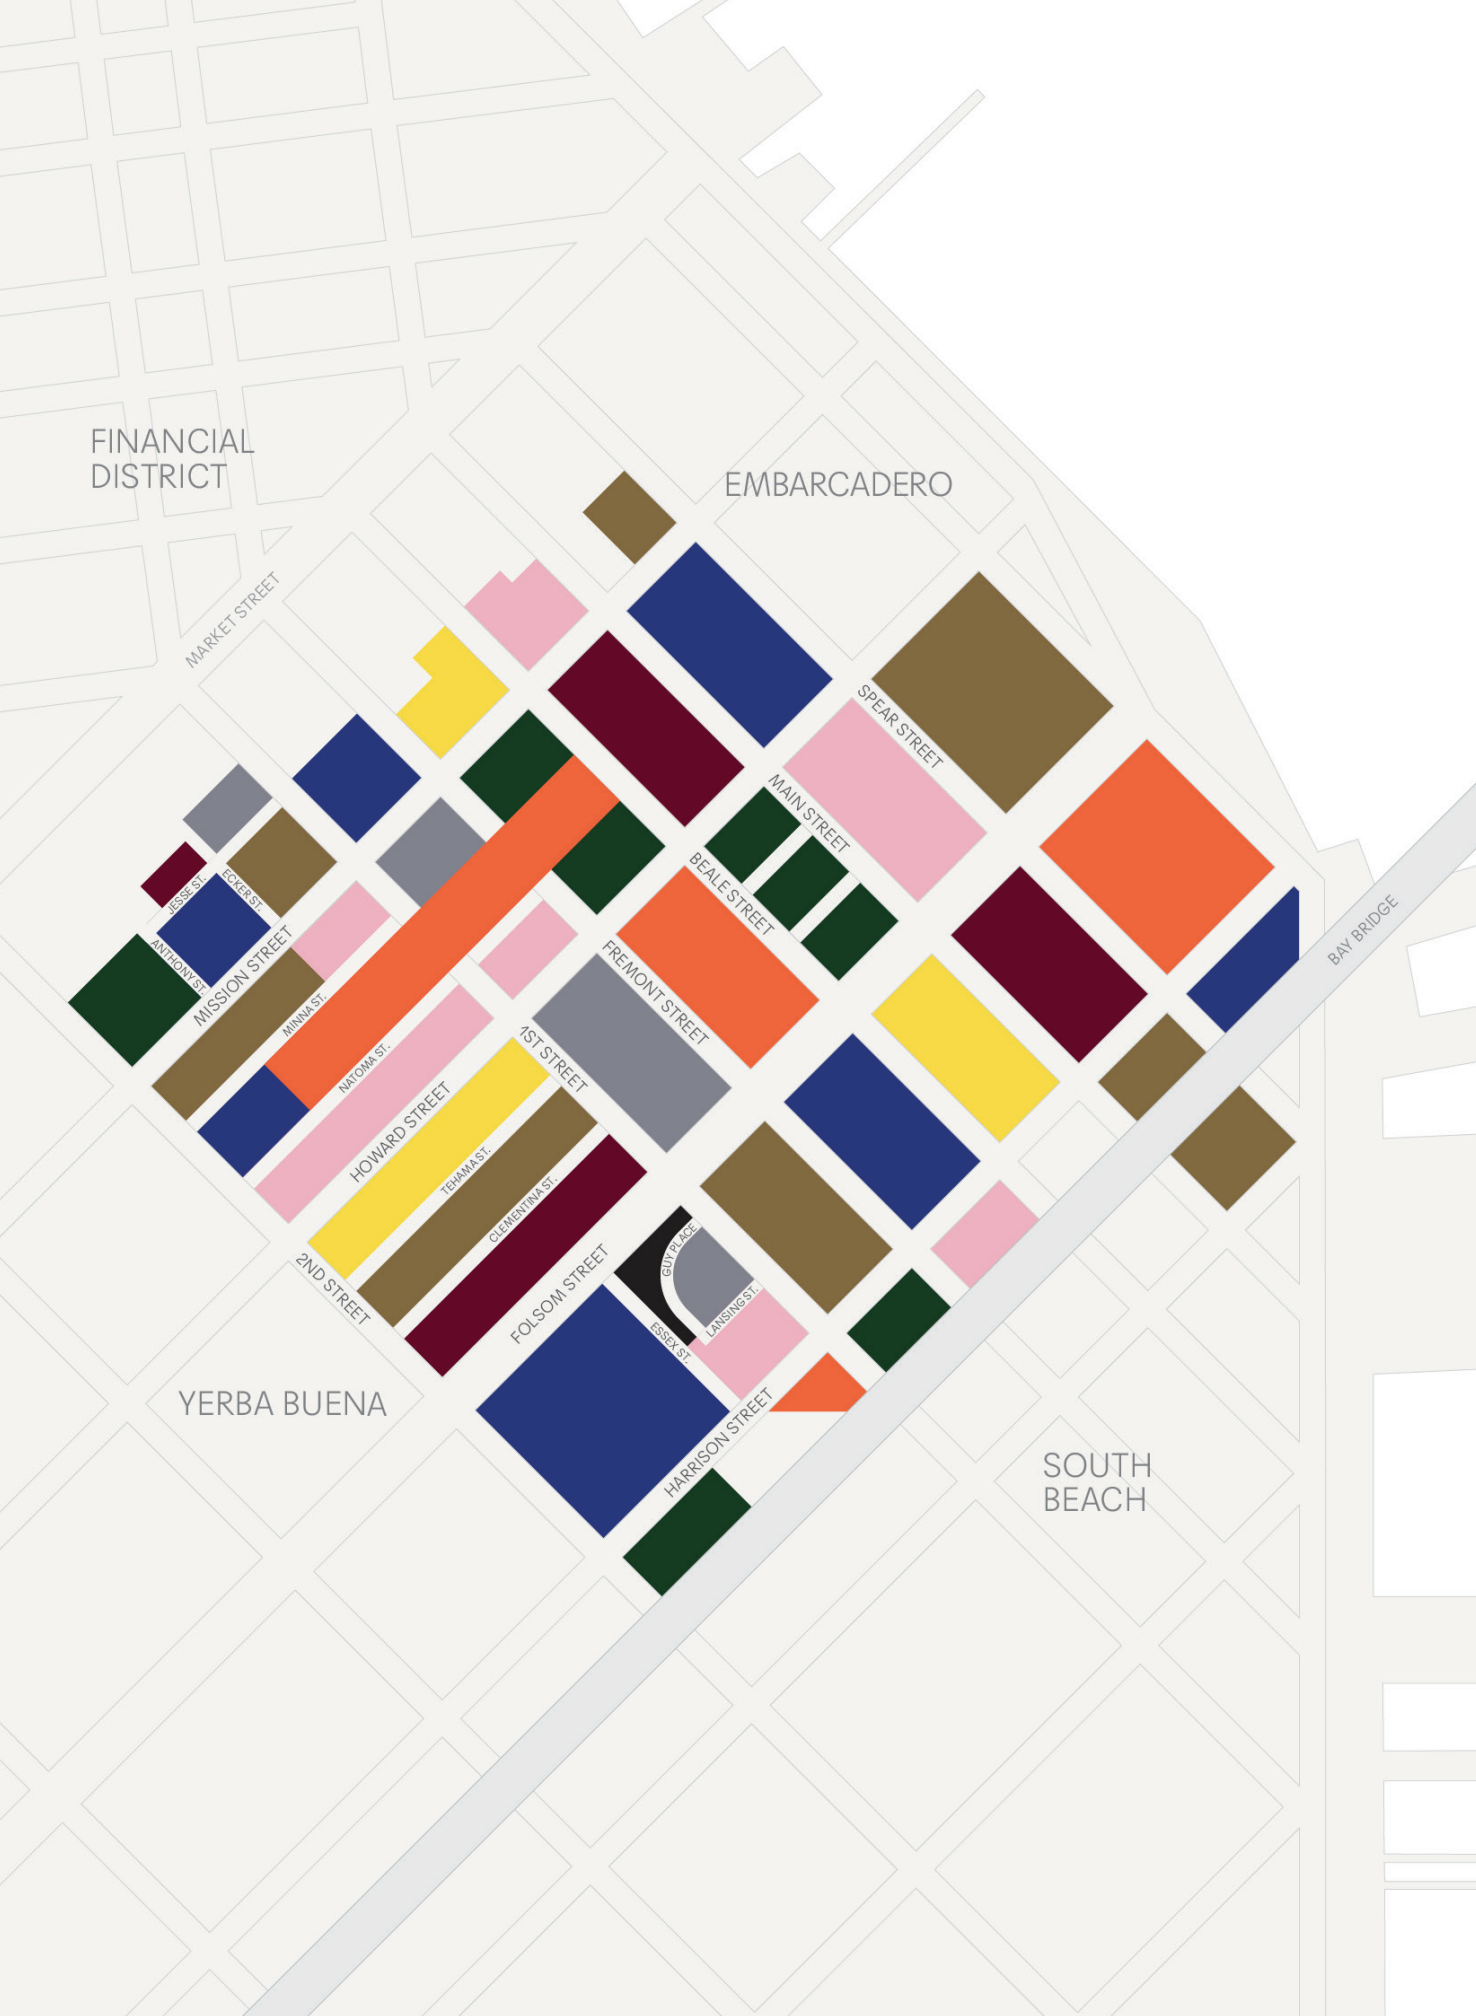 FINANCIAL
DISTRICT
EMBARCADERO
MARKET STREET
SPEAR STREET
MAIN STREET
BEALE STREET
FREMONT STREET
1ST STREET
JESSE ST.
ECKER ST.
ANTHONY ST.
MISSION STREET
MINNA ST.
NATOMA ST.
HOWARD STREET
TEHAMA ST.
CLEMENTINA ST.
2ND STREET
FOLSOM STREET
GUY PLACE
LANSING ST.
ESSEX ST.
HARRISON STREET
BAY BRIDGE
YERBA BUENA
SOUTH
BEACH